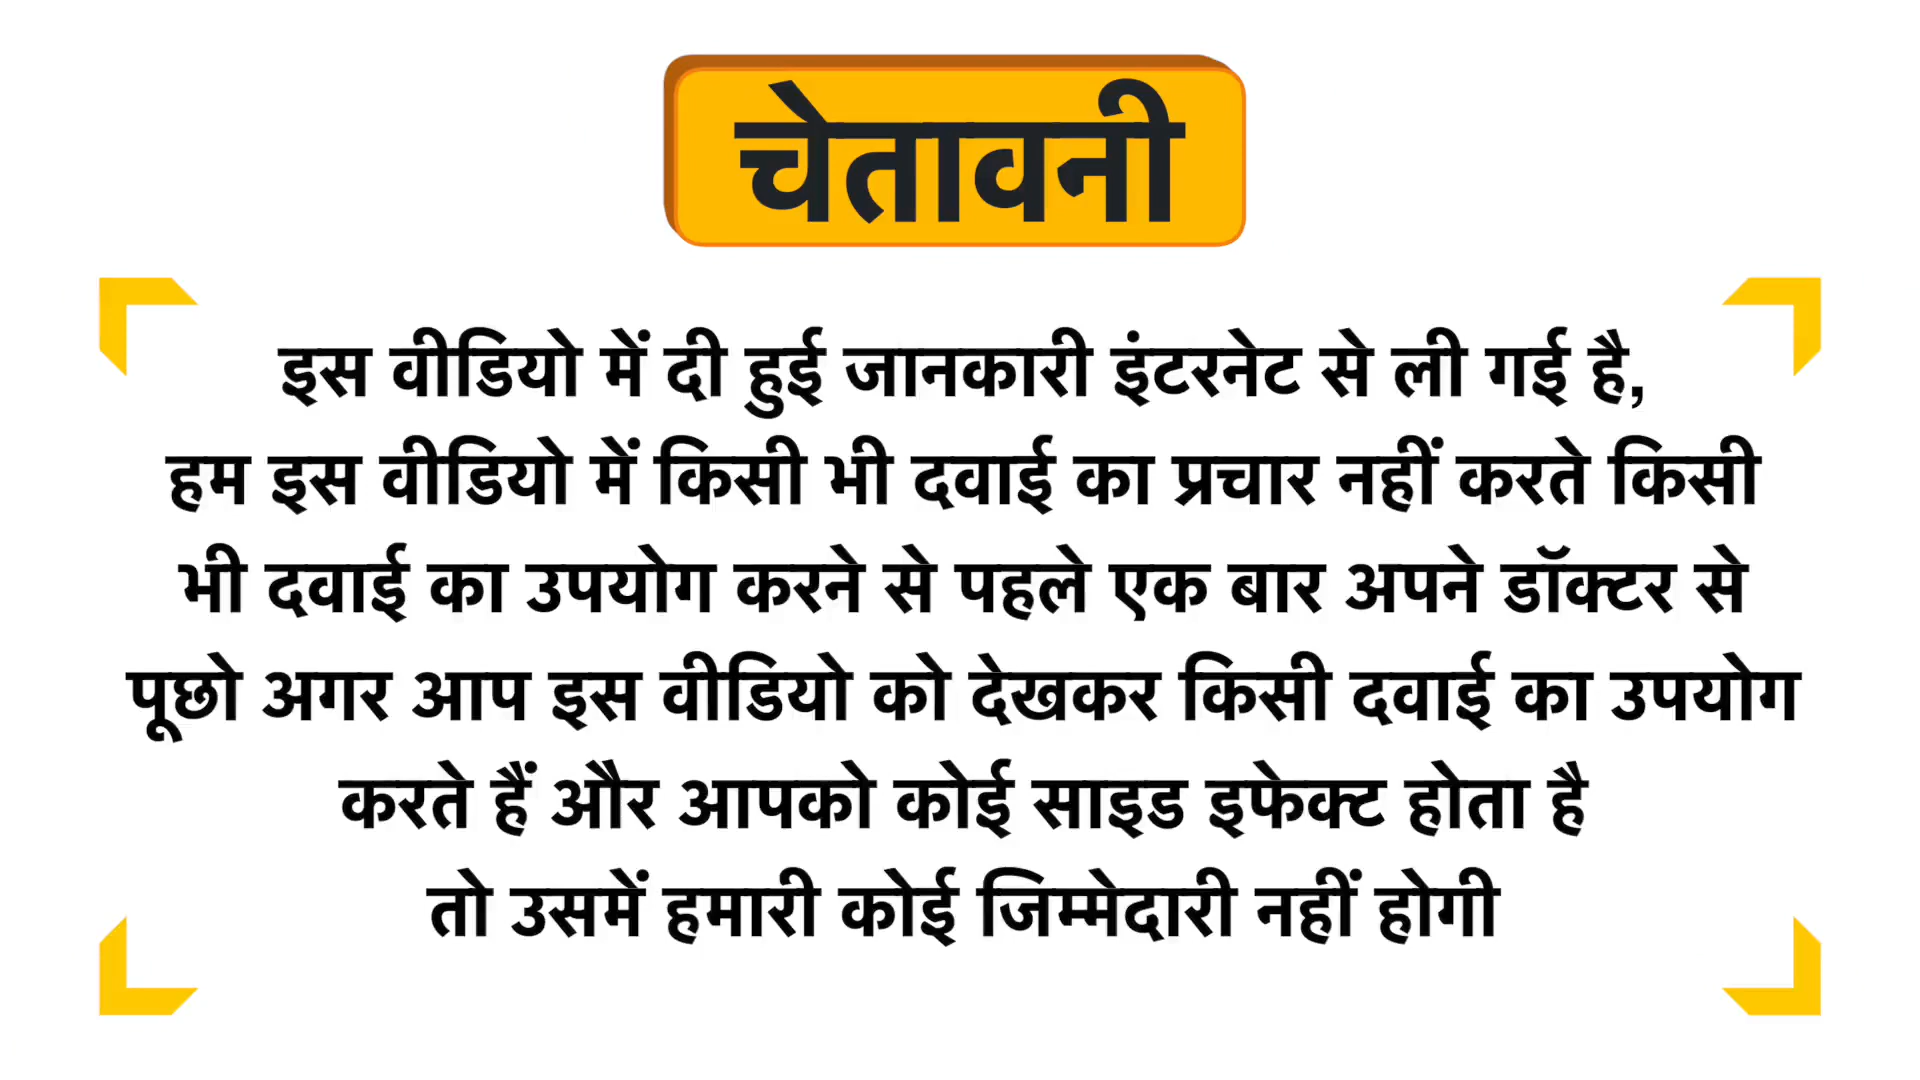 चेतावनी
इस वीडियो में दी हुई जानकारी इंटरनेट से ली गई है,
हम इस वीडियो में किसी भी दवाई का प्रचार नहीं करते किसी
भी दवाई का उपयोग करने से पहले एक बार अपने डॉक्टर से
पूछो अगर आप इस वीडियो को देखकर किसी दवाई का उपयोग
करते हैं और आपको कोई साइड इफेक्ट होता है
तो उसमें हमारी कोई जिम्मेदारी नहीं होगी